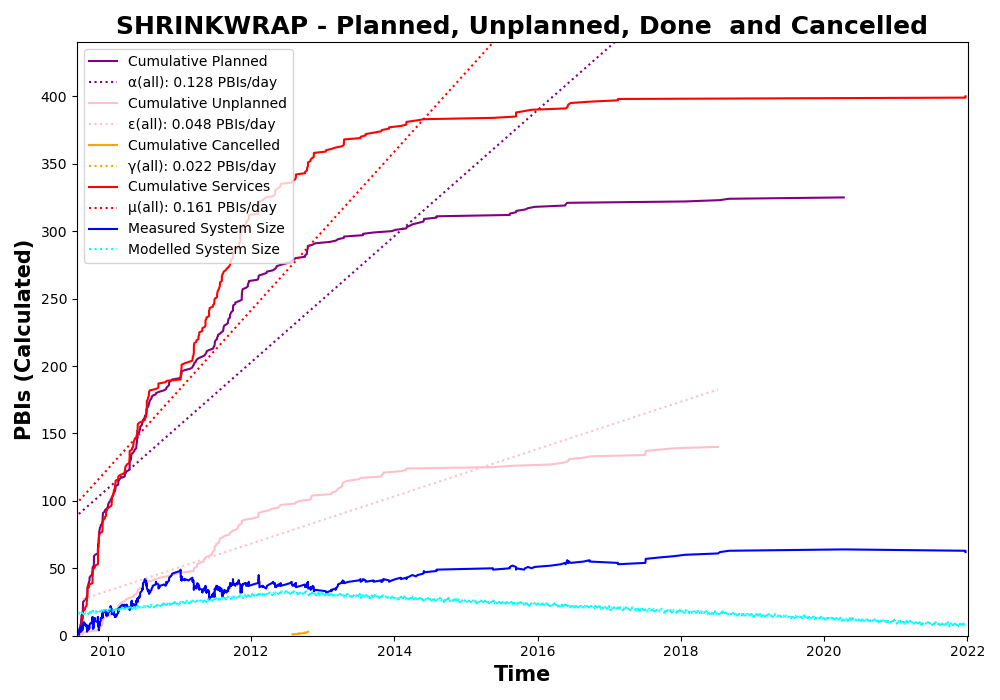 SHRINKWRAP - Planned, Unplanned, Done  and Cancelled
PBIs (Calculated)
400
350
300
250
200
150
100
50
0
Cumulative Planned
α(all): 0.128 PBIs/day
Cumulative Unplanned
ε(all): 0.048 PBIs/day
Cumulative Cancelled
γ(all): 0.022 PBIs/day
Cumulative Services
μ(all): 0.161 PBIs/day
Measured System Size
Modelled System Size
2010 2012 2014 2016 2018 2020 2022
Time